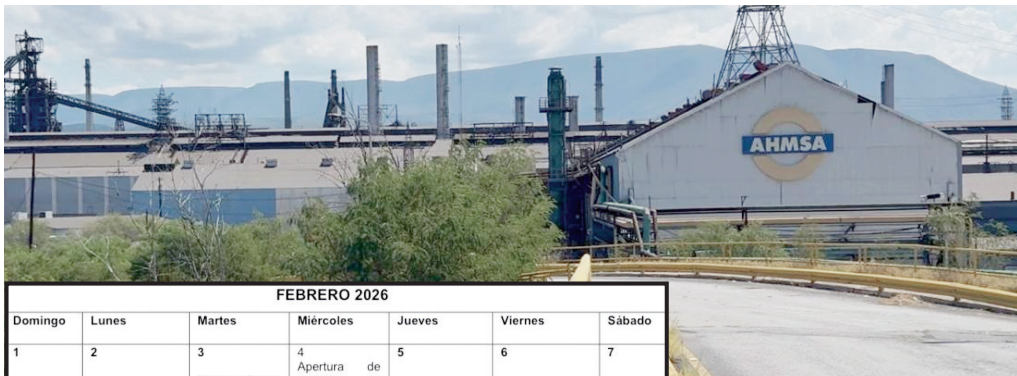 AHMSA
FEBRERO 2026
Domingo Lunes Martes Miércoles Jueves Viernes Sábado
1 2 3 4 5 6 7
Apertura de